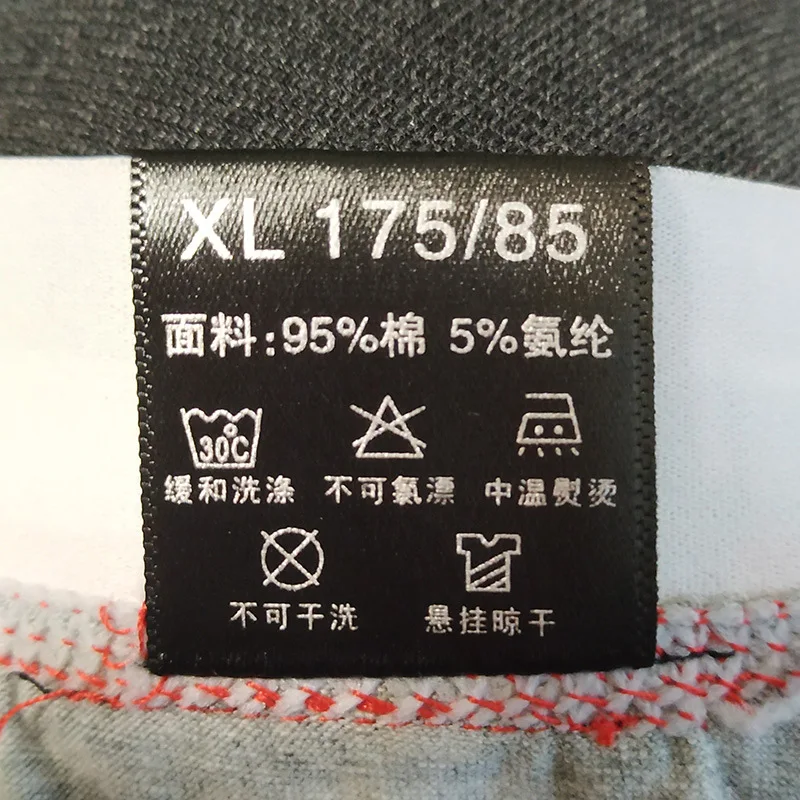 XL 175/85
面料:95%棉 5%氨纶
30℃
缓和洗涤 不可氯漂 中温熨烫
不可干洗 悬挂晾干